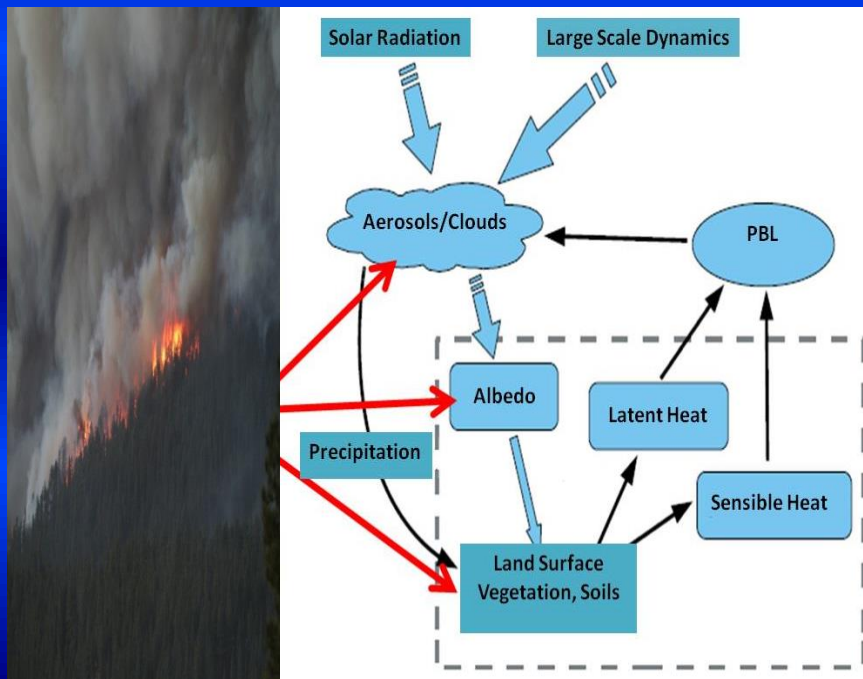 Solar Radiation
Large Scale Dynamics
Aerosols/Clouds
PBL
Albedo
Latent Heat
Precipitation
Sensible Heat
Land Surface
Vegetation, Soils